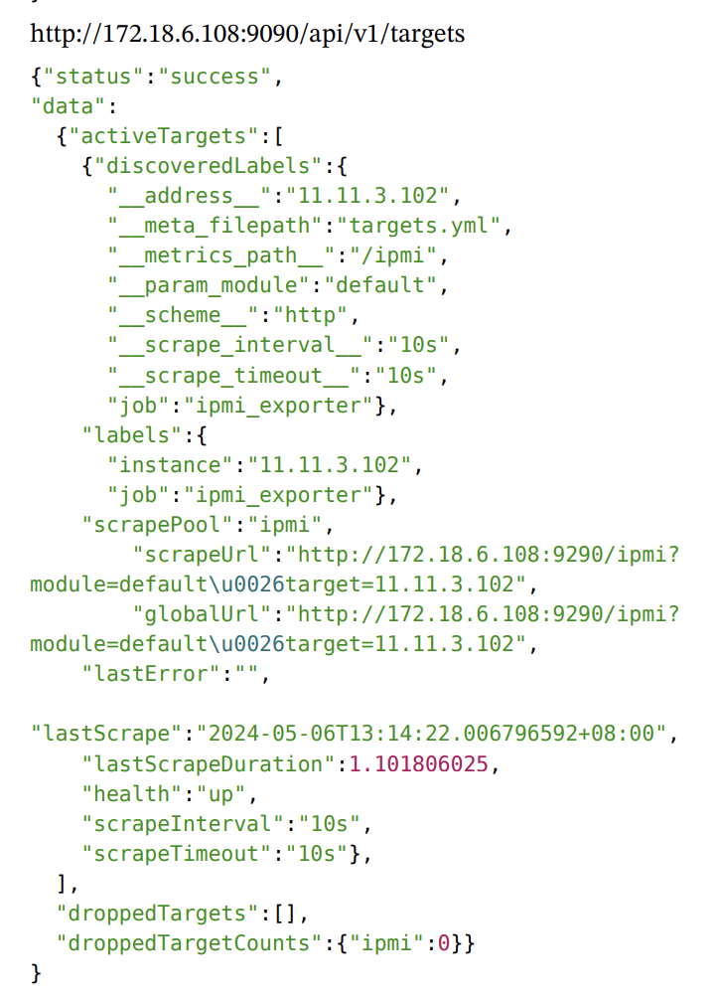 http://172.18.6.108:9090/api/v1/targets
{"status":"success",
"data":
  {"activeTargets":[
    {"discoveredLabels":{
      "__address__":"11.11.3.102",
      "__meta_filepath":"targets.yml",
      "__metrics_path__":"/ipmi",
      "__param_module":"default",
      "__scheme__":"http",
      "__scrape_interval__":"10s",
      "__scrape_timeout__":"10s",
      "job":"ipmi_exporter"},
    "labels":{
      "instance":"11.11.3.102",
      "job":"ipmi_exporter"},
    "scrapePool":"ipmi",
        "scrapeUrl":"http://172.18.6.108:9290/ipmi?
module=default\u0026target=11.11.3.102",
        "globalUrl":"http://172.18.6.108:9290/ipmi?
module=default\u0026target=11.11.3.102",
    "lastError":"",
"lastScrape":"2024-05-06T13:14:22.006796592+08:00",
    "lastScrapeDuration":1.101806025,
    "health":"up",
    "scrapeInterval":"10s",
    "scrapeTimeout":"10s"},
  ],
  "droppedTargets":[],
  "droppedTargetCounts":{"ipmi":0}}
}